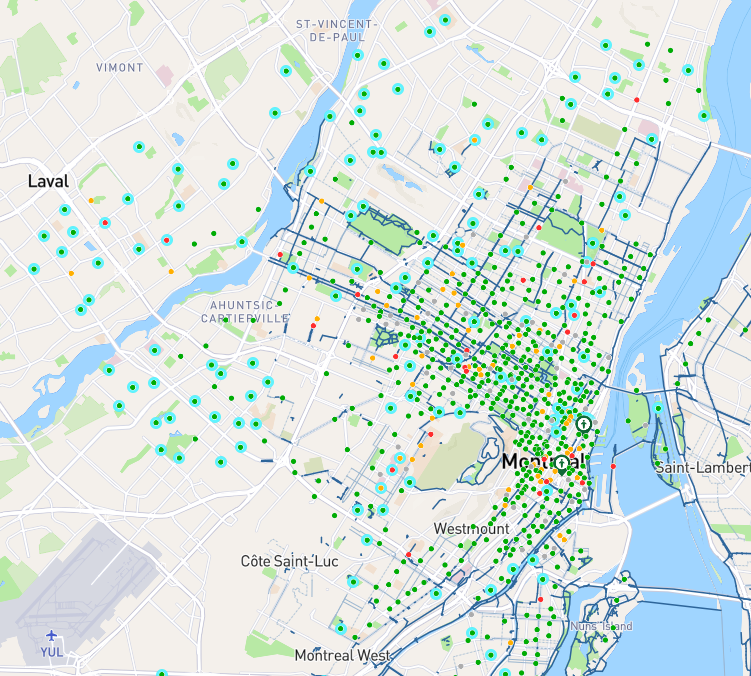 ST-VINCENT-
DE-PAUL
VIMONT
Laval
AHUNTSIC-
CARTIERVILLE
Montréal
Saint-Lambert
Westmount
Côte Saint-Luc
Nuns' Island
YUL
Montreal West